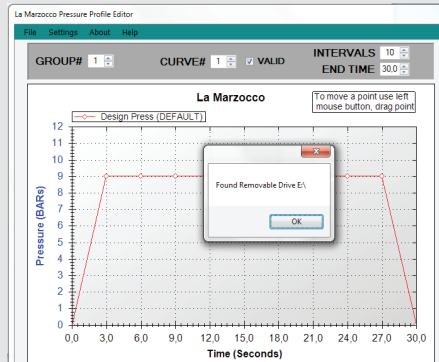 La Marzocco Pressure Profile Editor
File Settings About Help
GROUP# 1 CURVE# 1 VALID INTERVALS 10
END TIME 30,0
La Marzocco
To move a point use left
mouse button, drag point
Design Press (DEFAULT)
12
11
10
9
8
7
6
5
4
3
2
1
0
Pressure (BARs)
Found Removable Drive E:\
OK
0,0 3,0 6,0 9,0 12,0 15,0 18,0 21,0 24,0 27,0 30,0
Time (Seconds)